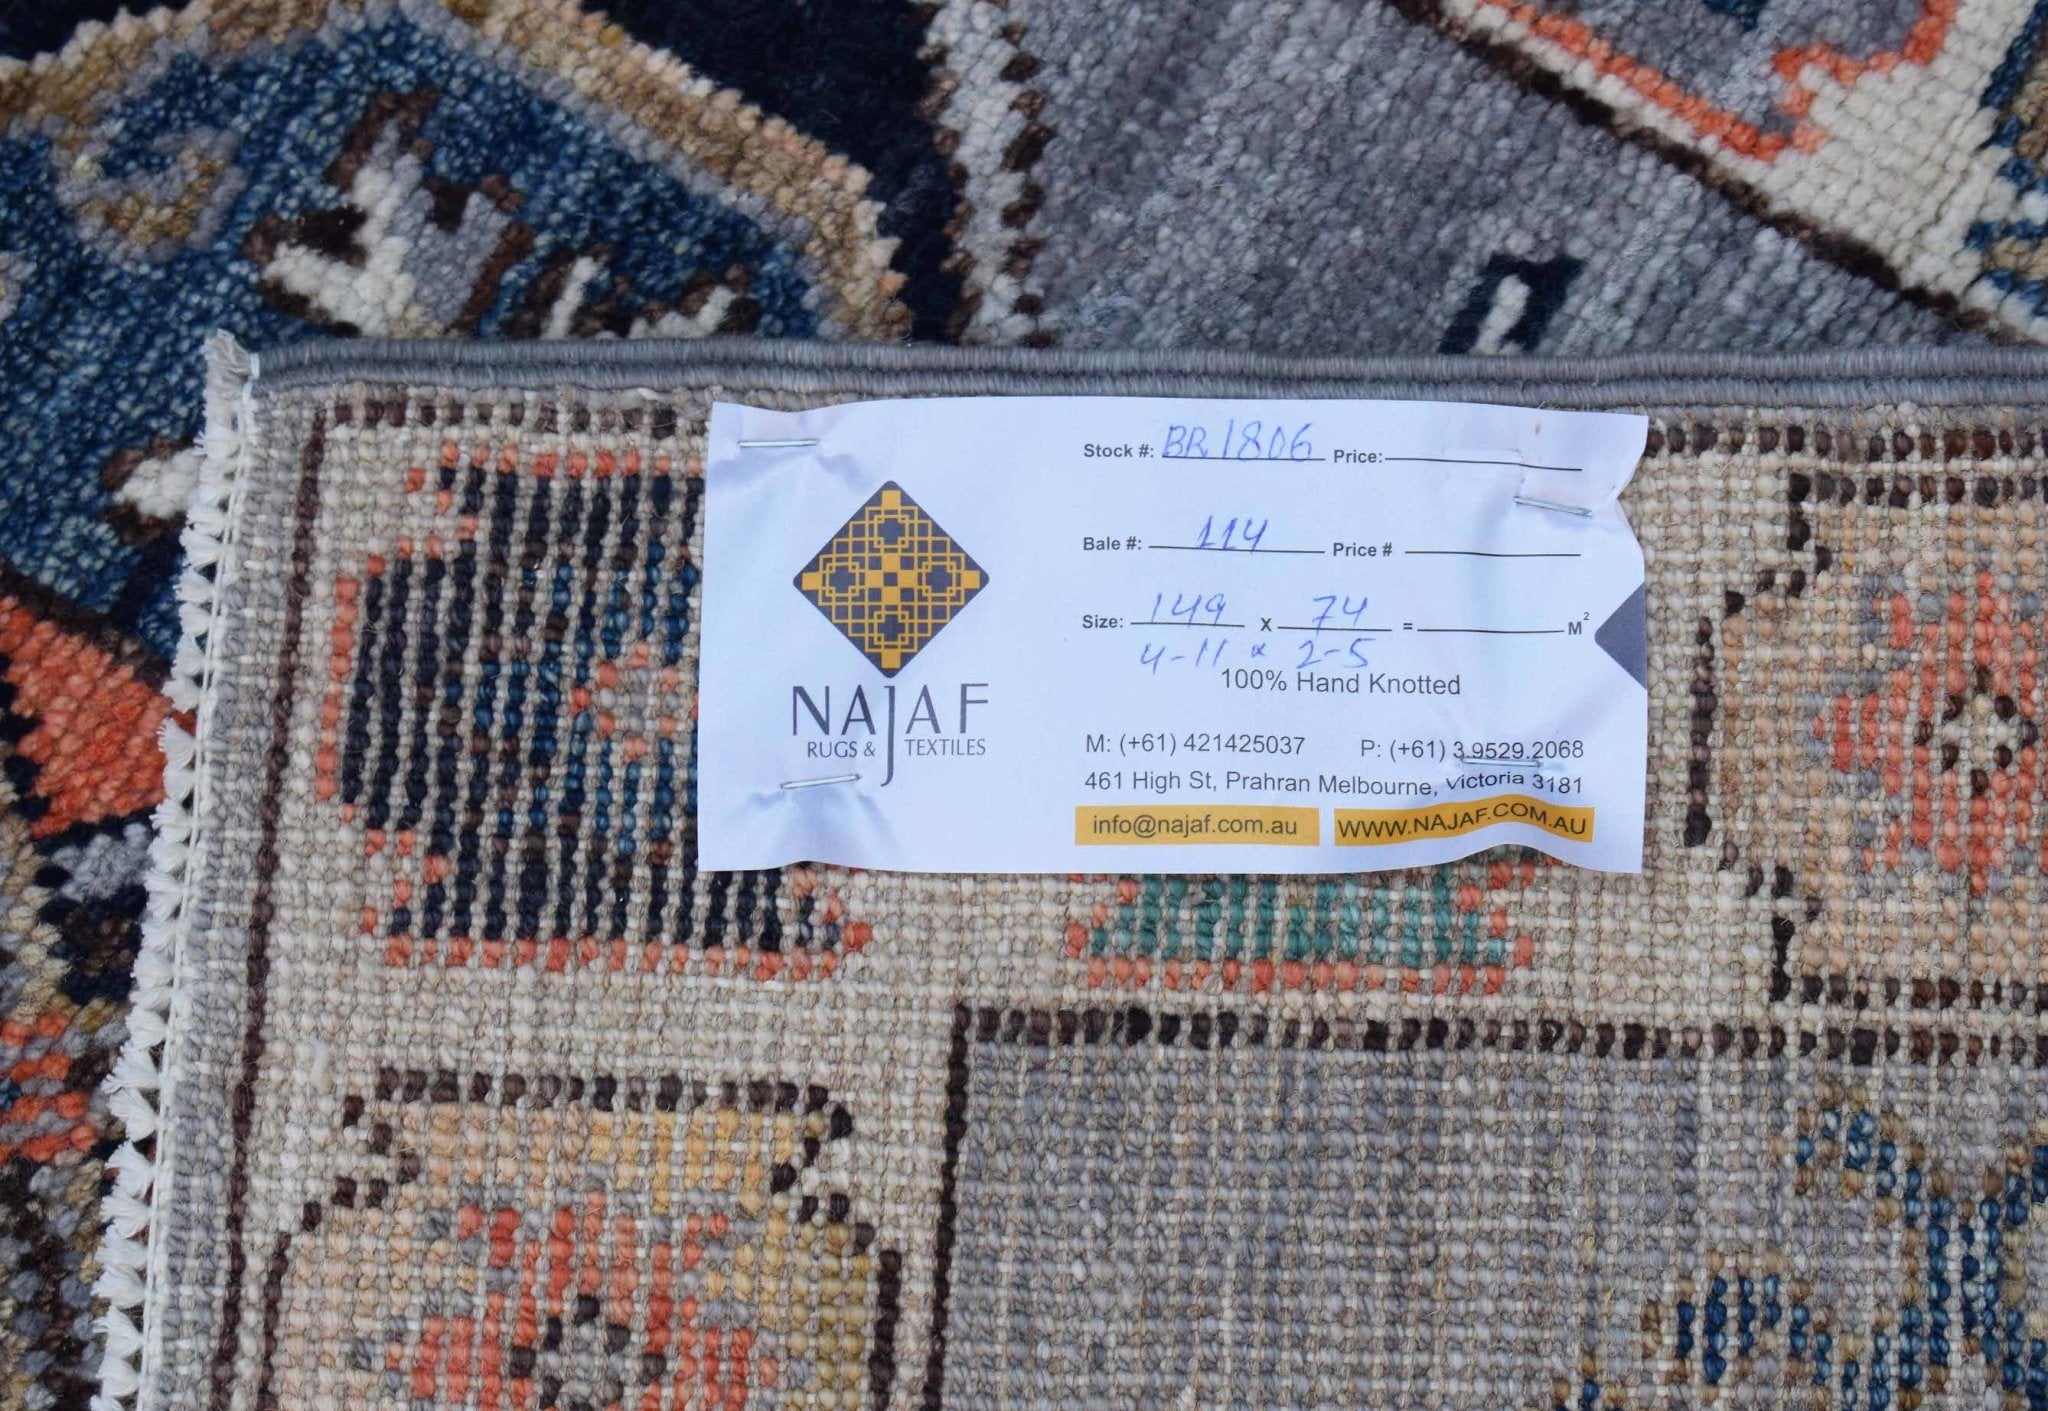 NAJAF
RUGS & TEXTILES
Stock #: BR1806 Price:
Bale #: 114 Price #
Size: 149 x 74 = M²
4-11 x 2-5
100% Hand Knotted
M: (+61) 421425037 P: (+61) 3.9529.2068
461 High St, Prahran Melbourne, Victoria 3181
info@najaf.com.au WWW.NAJAF.COM.AU